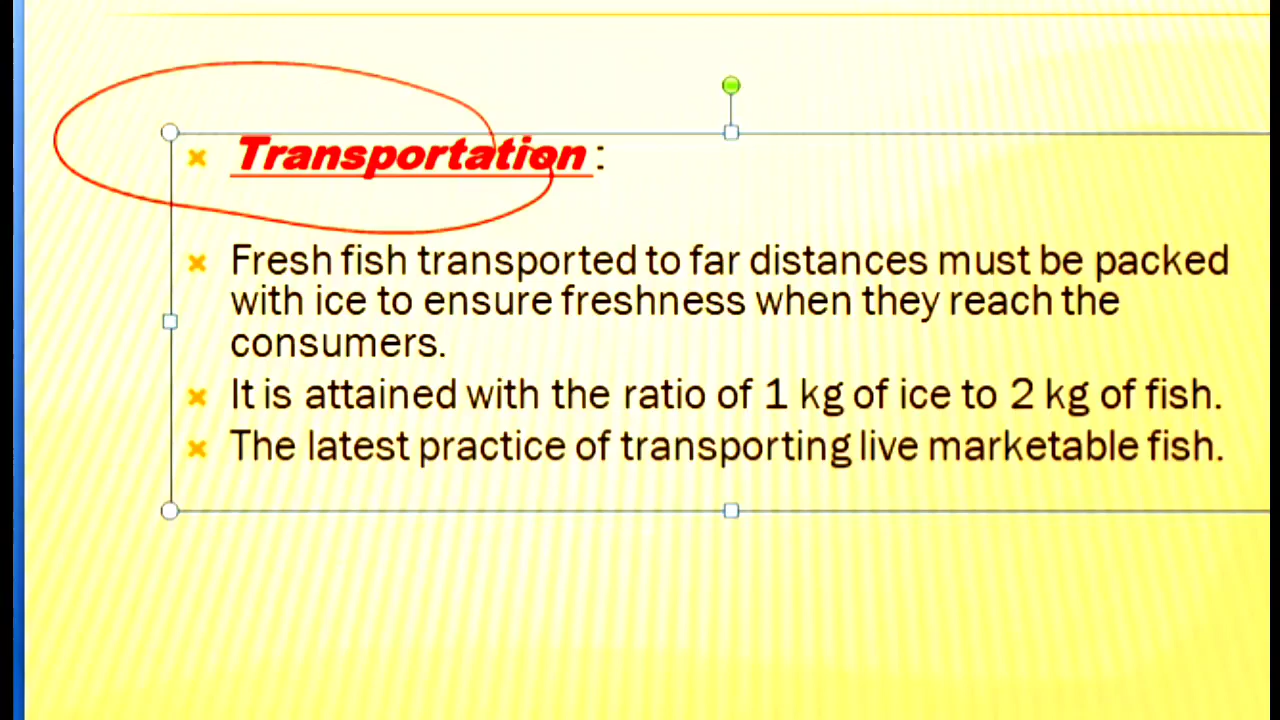 Transportation :
Fresh fish transported to far distances must be packed
with ice to ensure freshness when they reach the
consumers.
It is attained with the ratio of 1 kg of ice to 2 kg of fish.
The latest practice of transporting live marketable fish.